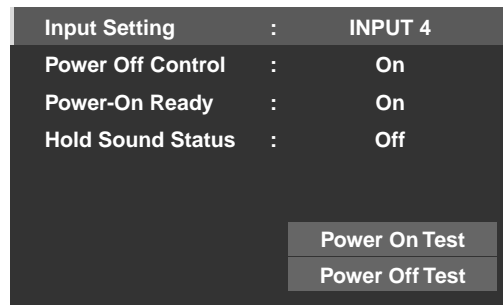 Input Setting : INPUT 4
Power Off Control : On
Power-On Ready : On
Hold Sound Status : Off
Power On Test
Power Off Test